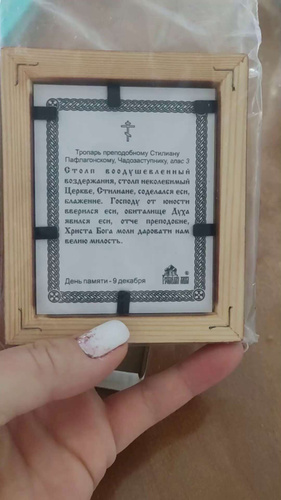 Тропарь преподобному Стилиану
Пафлагонскому, Чадозаступнику, глас 3
Столп воодушевленный
воздержания, столп неколебимый
Церкве, Стилиане, соделался еси,
блаженне. Господу от юности
вверился еси, обиталище Духа
явился еси, отче преподобне,
Христа Бога моли даровати нам
велию милость.
День памяти - 9 декабря